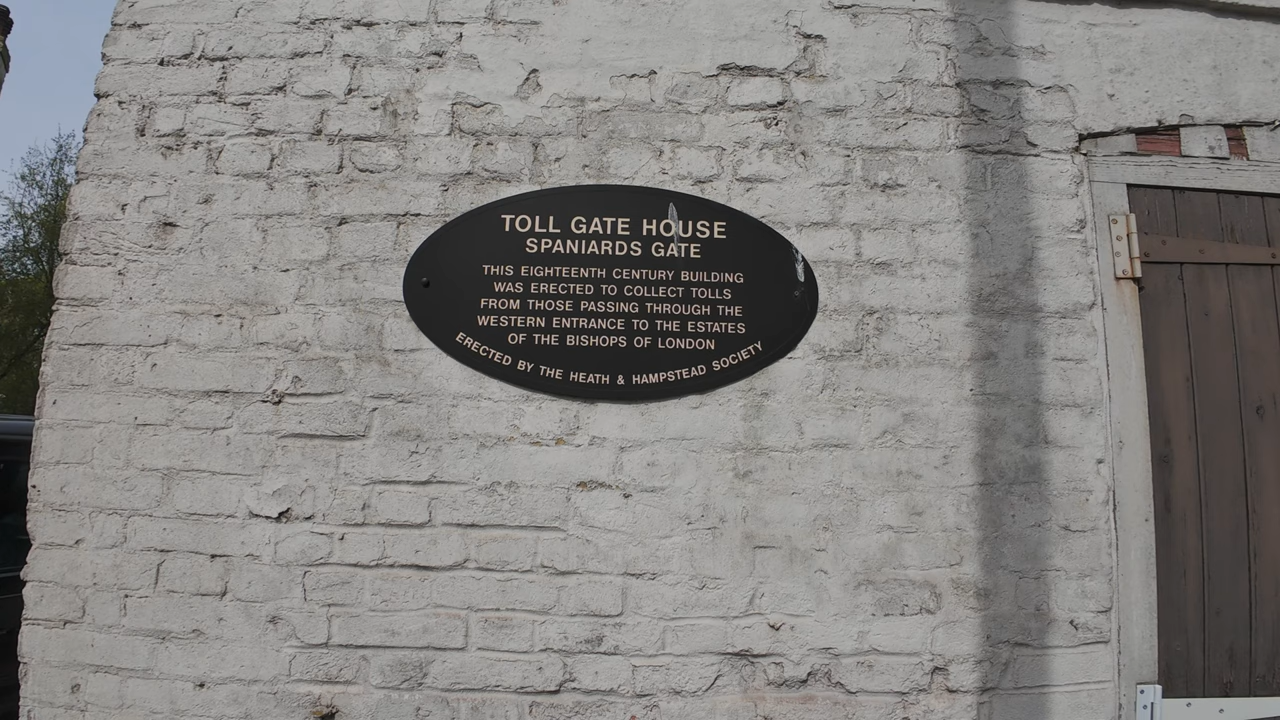 TOLL GATE HOUSE
SPANIARDS GATE
THIS EIGHTEENTH CENTURY BUILDING
WAS ERECTED TO COLLECT TOLLS
FROM THOSE PASSING THROUGH THE
WESTERN ENTRANCE TO THE ESTATES
OF THE BISHOPS OF LONDON
ERECTED BY THE HEATH & HAMPSTEAD SOCIETY